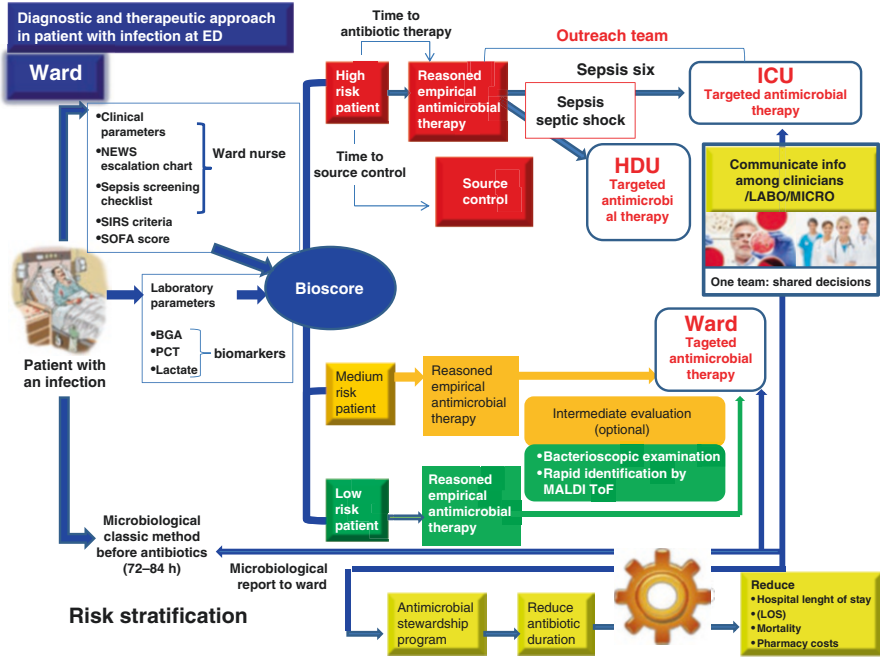 Diagnostic and therapeutic approach
in patient with infection at ED
Ward
•Clinical
parameters
•NEWS
escalation chart
•Sepsis screening
checklist
•SIRS criteria
•SOFA score
Ward nurse
Laboratory
parameters
•BGA
•PCT
•Lactate
biomarkers
Patient with
an infection
Bioscore
Time to
antibiotic therapy
High
risk
patient
Reasoned
empirical
antimicrobial
therapy
Time to
source control
Source
control
Outreach team
Sepsis six
Sepsis
septic shock
ICU
Targeted antimicrobial
therapy
HDU
Targeted
antimicrobi
al therapy
Communicate info
among clinicians
/LABO/MICRO
One team: shared decisions
Medium
risk
patient
Reasoned
empirical
antimicrobial
therapy
Ward
Tageted
antimicrobial
therapy
Intermediate evaluation
(optional)
•Bacterioscopic examination
•Rapid identification by
MALDI ToF
Low
risk
patient
Reasoned
empirical
antimicrobial
therapy
Microbiological
classic method
before antibiotics
(72–84 h)
Microbiological
report to ward
Risk stratification
Antimicrobial
stewardship
program
Reduce
antibiotic
duration
Reduce
•Hospital lenght of stay
•(LOS)
•Mortality
•Pharmacy costs